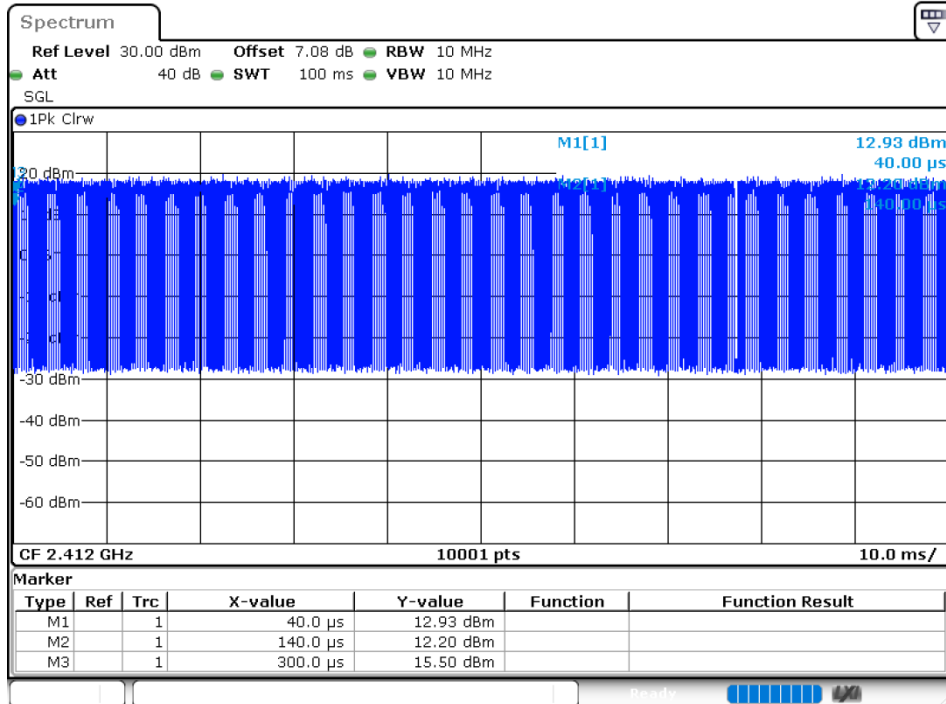 Spectrum
Ref Level 30.00 dBm Offset 7.08 dB RBW 10 MHz
Att 40 dB SWT 100 ms VBW 10 MHz
SGL
1Pk Clrw
M1[1] 12.93 dBm
40.00 µs
20 dBm
M2[1]
-30 dBm
-40 dBm
-50 dBm
-60 dBm
CF 2.412 GHz 10001 pts 10.0 ms/
Marker
Type Ref Trc X-value Y-value Function Function Result
M1 1 40.0 µs 12.93 dBm
M2 1 140.0 µs 12.20 dBm
M3 1 300.0 µs 15.50 dBm
Ready LXI